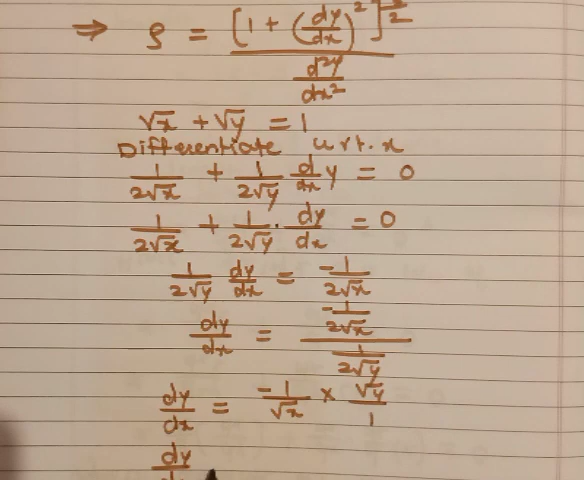 ⇒ ρ = [1 + (dy/dx)²]^3/2 / d²y/dx²
√x + √y = 1
Differentiate w.r.t. x
1/2√x + 1/2√y d/dx y = 0
1/2√x + 1/2√y · dy/dx = 0
1/2√y dy/dx = -1/2√x
dy/dx = -1/2√x / 1/2√y
dy/dx = -1/√x × √y/1
dy/dx